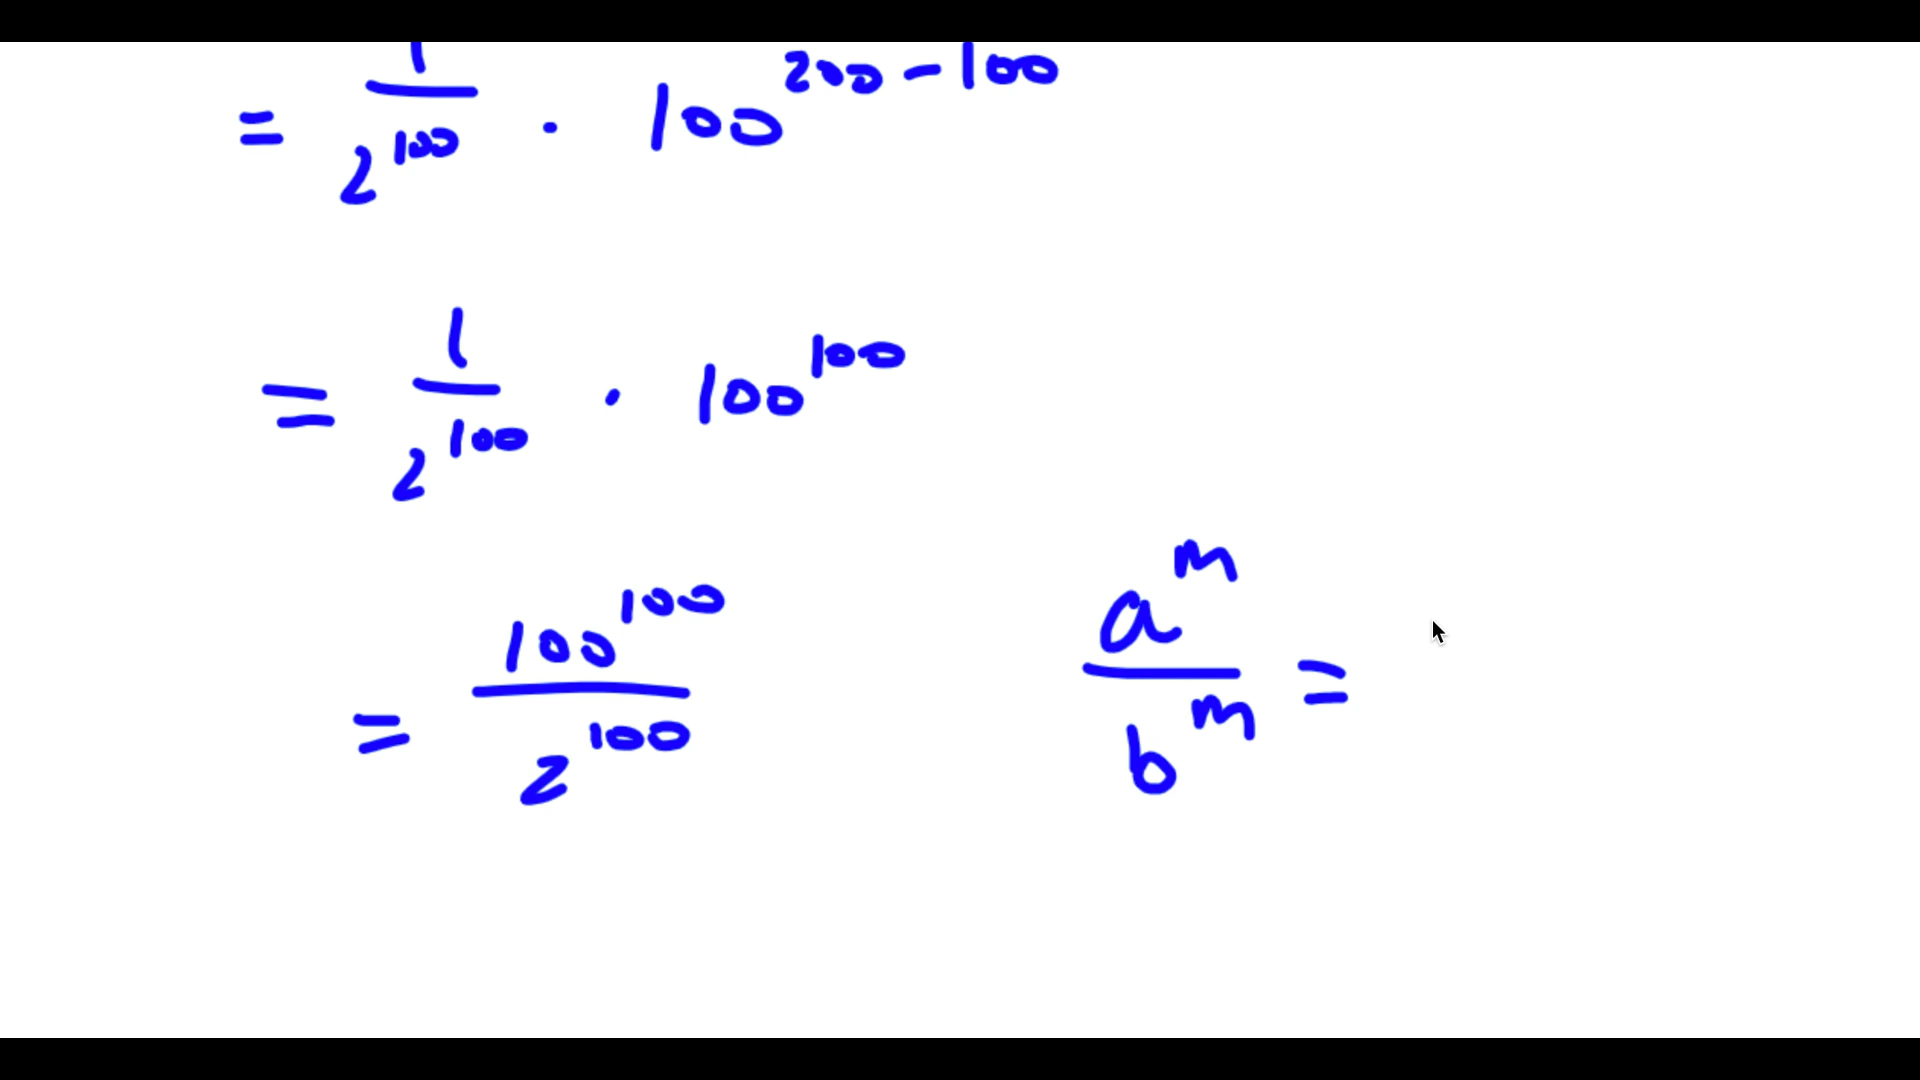 = 1/2^100 · 100^200-100
= 1/2^100 · 100^100
= 100^100/2^100
a^m/b^m =